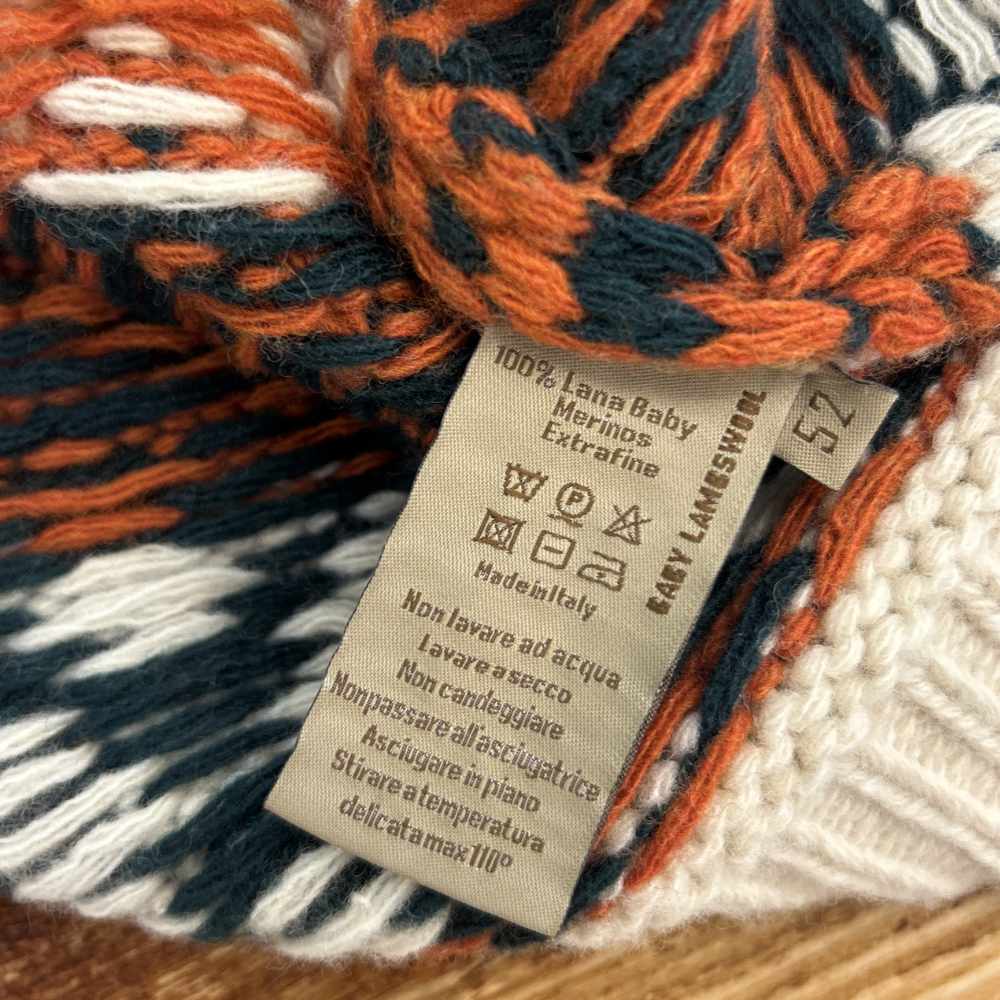 100% Lana Baby
Merinos
Extrafine
P
Made in Italy
Non lavare ad acqua
Lavare a secco
Non candeggiare
Non passare all asciugatrice
Asciugare in piano
Stirare a temperatura
delicata max 110°
BABY LAMBSWOOL
52